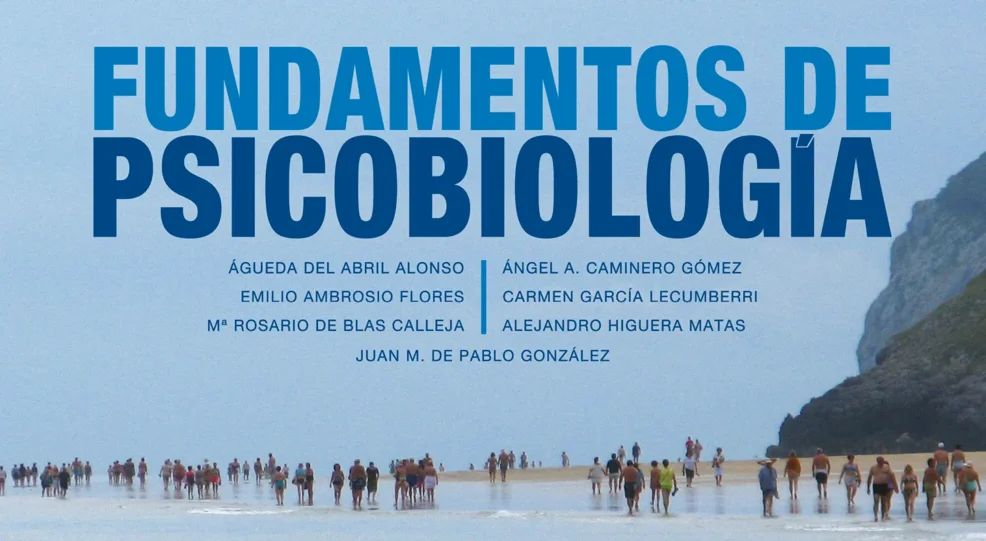 FUNDAMENTOS DE
PSICOBIOLOGÍA
ÁGUEDA DEL ABRIL ALONSO
EMILIO AMBROSIO FLORES
Mª ROSARIO DE BLAS CALLEJA
ÁNGEL A. CAMINERO GÓMEZ
CARMEN GARCÍA LECUMBERRI
ALEJANDRO HIGUERA MATAS
JUAN M. DE PABLO GONZÁLEZ